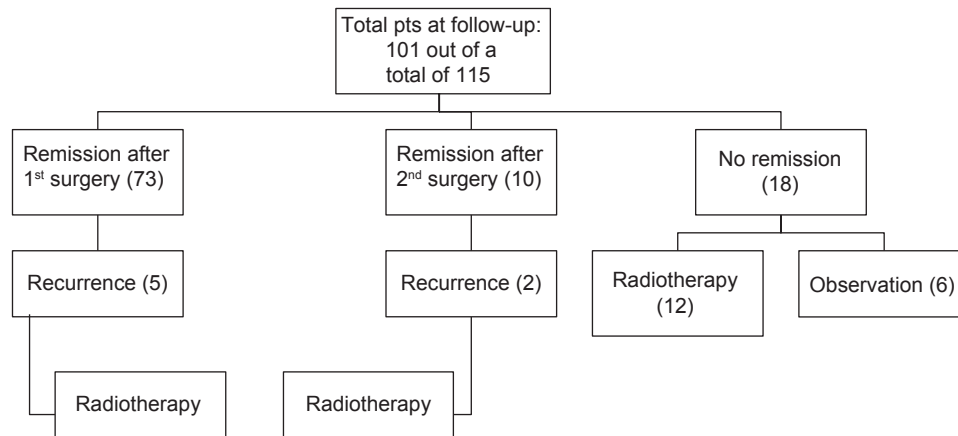 Total pts at follow-up:
101 out of a
total of 115
Remission after
1st surgery (73)
Remission after
2nd surgery (10)
No remission
(18)
Recurrence (5)
Recurrence (2)
Radiotherapy
(12)
Observation (6)
Radiotherapy
Radiotherapy